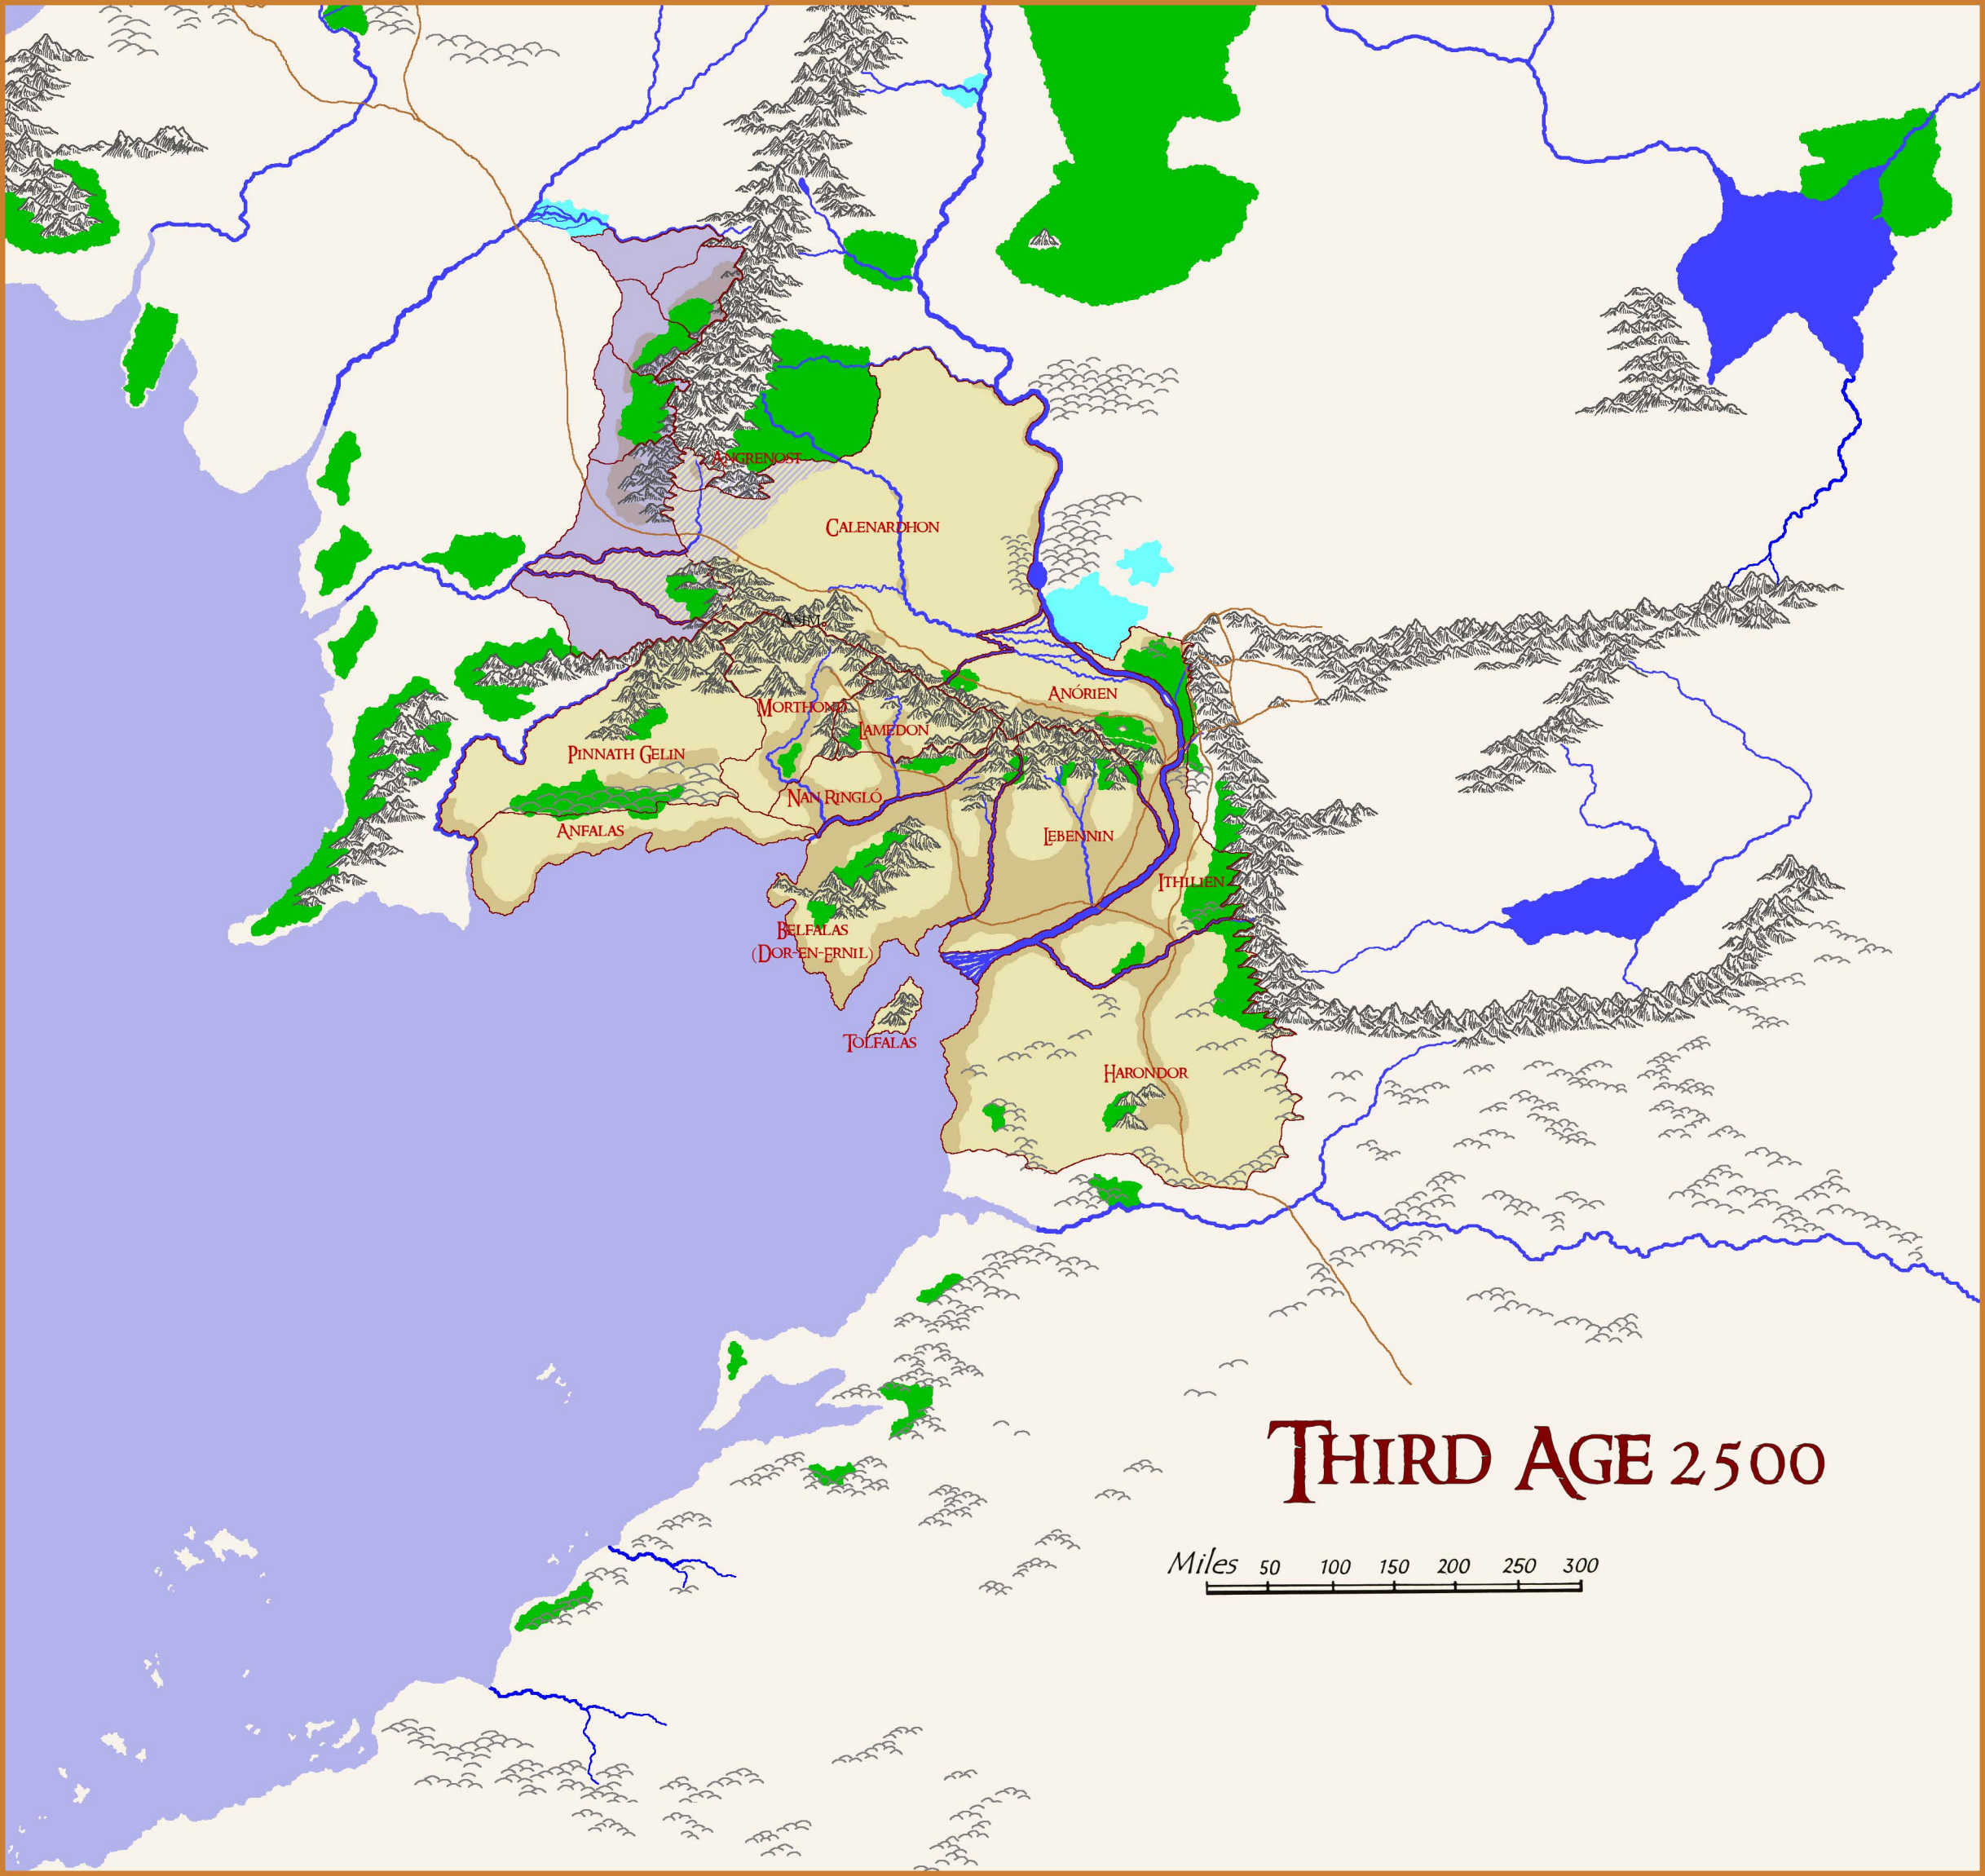 Angrenost
Calenardhon
Asim.
Anórien
Morthond
Lamedon
Pinnath Gelin
Nan Ringló
Anfalas
Lebennin
Ithilien
Belfalas
(Dor-en-Ernil)
Tolfalas
Harondor
Third Age 2500
Miles 50 100 150 200 250 300